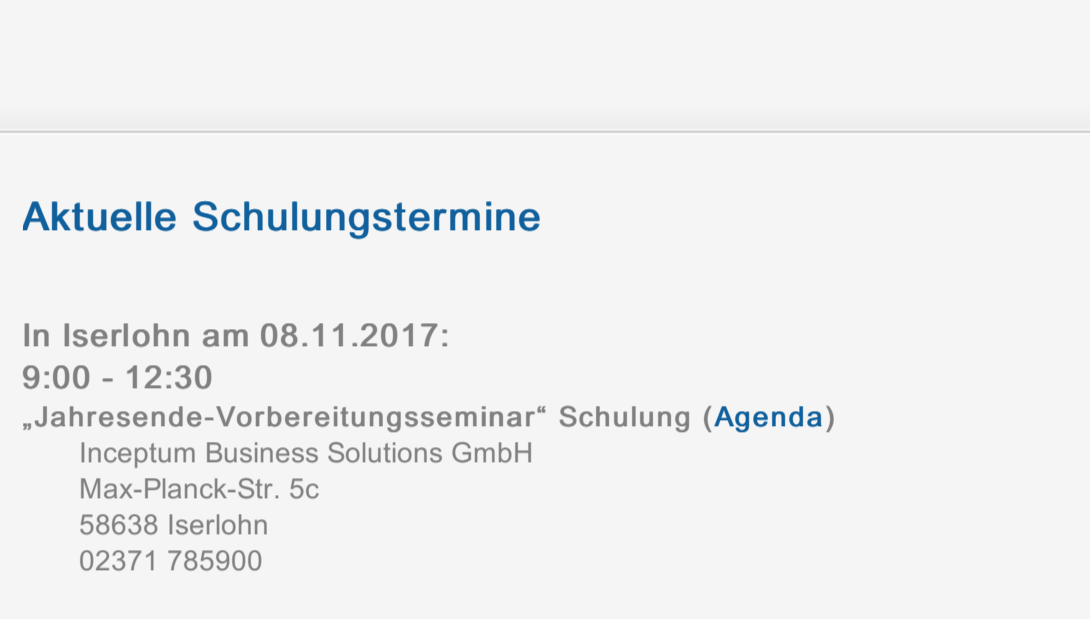 Aktuelle Schulungstermine
In Iserlohn am 08.11.2017:
9:00 - 12:30
„Jahresende-Vorbereitungsseminar“ Schulung (Agenda)
Inceptum Business Solutions GmbH
Max-Planck-Str. 5c
58638 Iserlohn
02371 785900